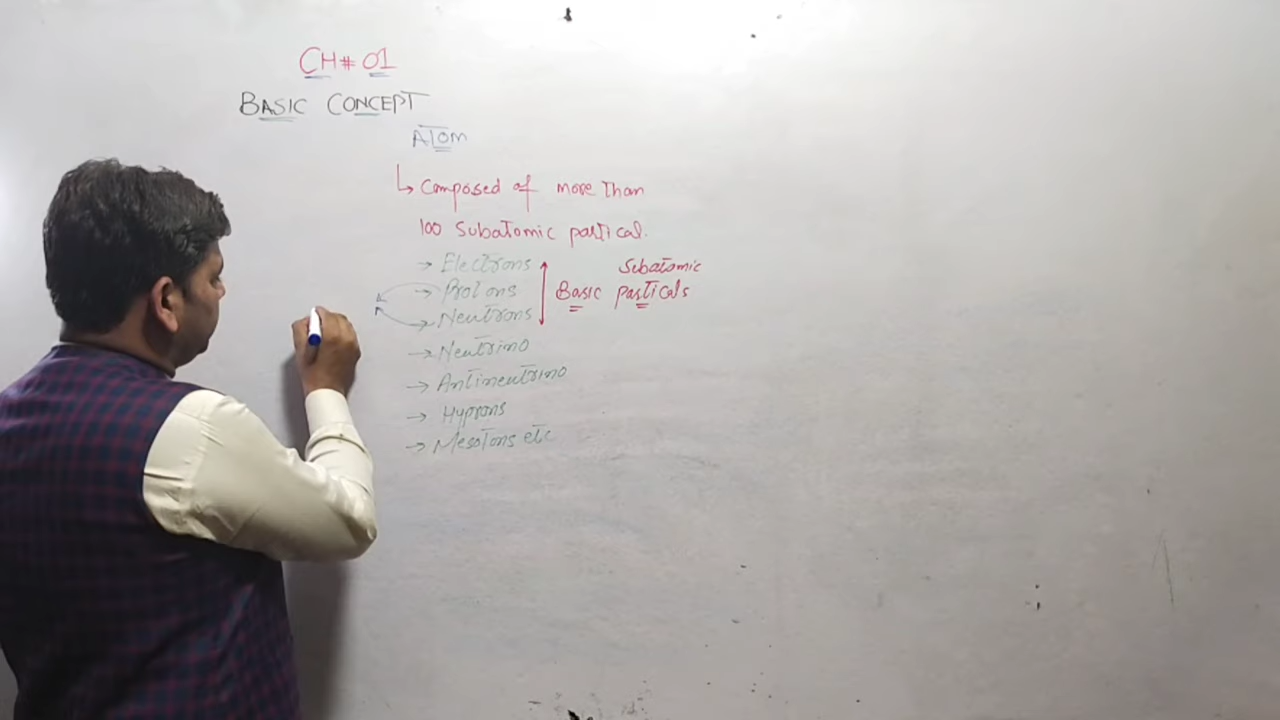 CH# 01
BASIC CONCEPT
ATOM
↳ Composed of more Than
100 Subatomic partical.
→ Electrons
→ Protons
→ Neutrons
Subatomic
Basic Particals
→ Neutrino
→ Antineutrino
→ Hyprons
→ Mesotons etc